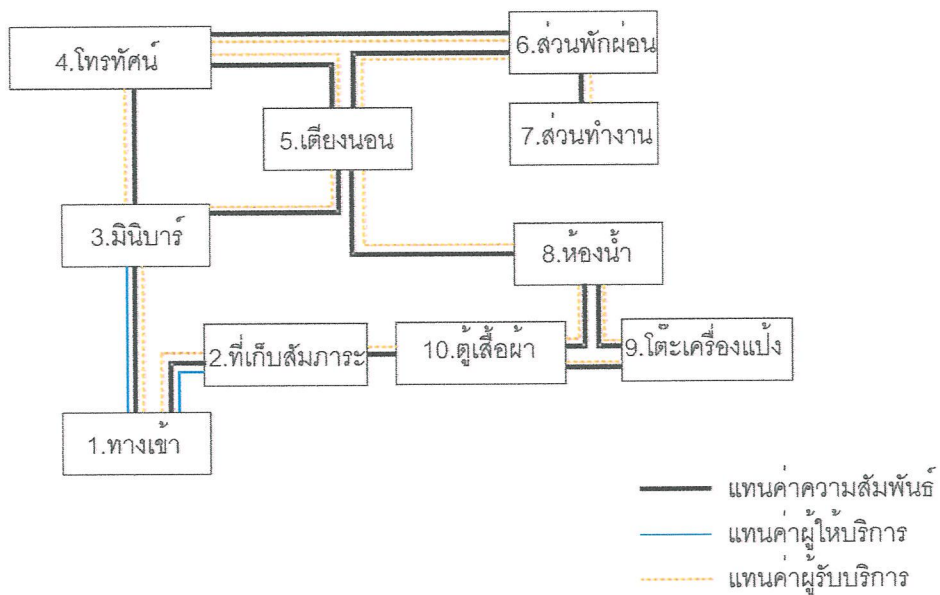 4.โทรทัศน์
6.ส่วนพักผ่อน
5.เตียงนอน
7.ส่วนทำงาน
3.มินิบาร์
8.ห้องน้ำ
2.ที่เก็บสัมภาระ
10.ตู้เสื้อผ้า
9.โต๊ะเครื่องแป้ง
1.ทางเข้า
แทนค่าความสัมพันธ์
แทนค่าผู้ให้บริการ
แทนค่าผู้รับบริการ